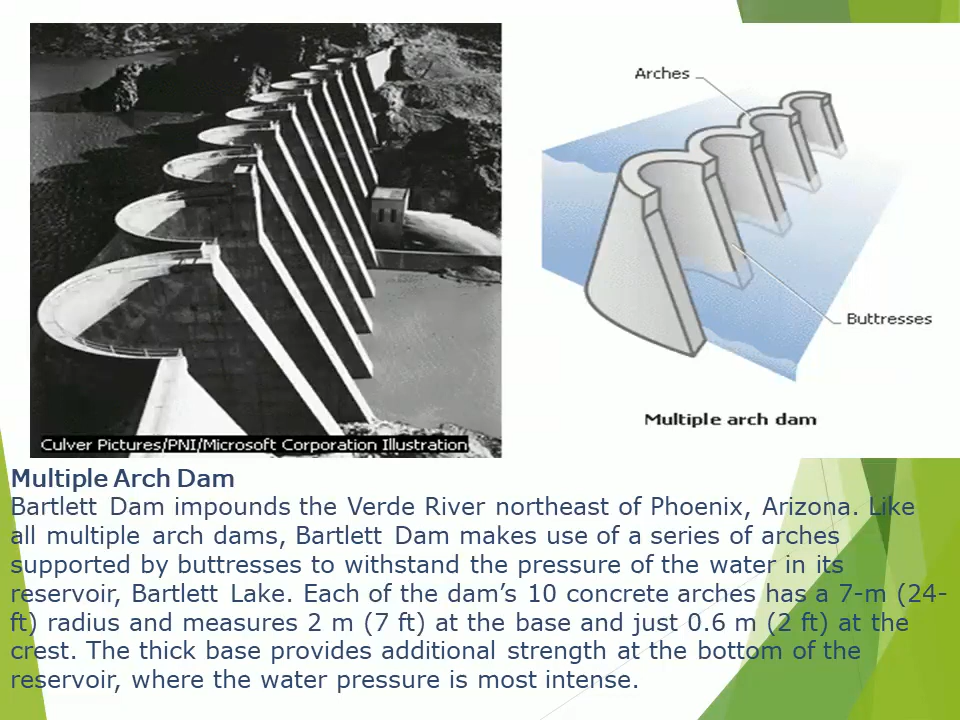 Arches
Buttresses
Multiple arch dam
Culver Pictures/PNI/Microsoft Corporation Illustration
Multiple Arch Dam
Bartlett Dam impounds the Verde River northeast of Phoenix, Arizona. Like
all multiple arch dams, Bartlett Dam makes use of a series of arches
supported by buttresses to withstand the pressure of the water in its
reservoir, Bartlett Lake. Each of the dam’s 10 concrete arches has a 7-m (24-
ft) radius and measures 2 m (7 ft) at the base and just 0.6 m (2 ft) at the
crest. The thick base provides additional strength at the bottom of the
reservoir, where the water pressure is most intense.